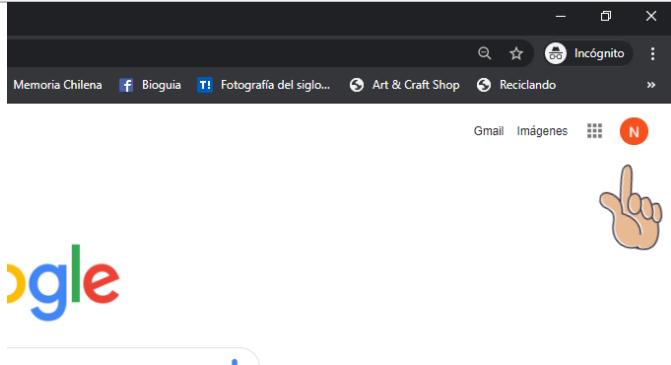 Incógnito
Memoria Chilena f Bioguia T! Fotografía del siglo... Art & Craft Shop Reciclando »
Gmail Imágenes N
ogle